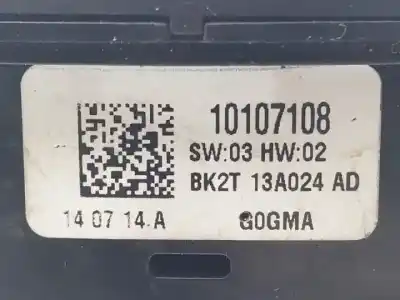 10107108
SW:03 HW:02
BK2T 13A024 AD
14 07 14.A G0GMA